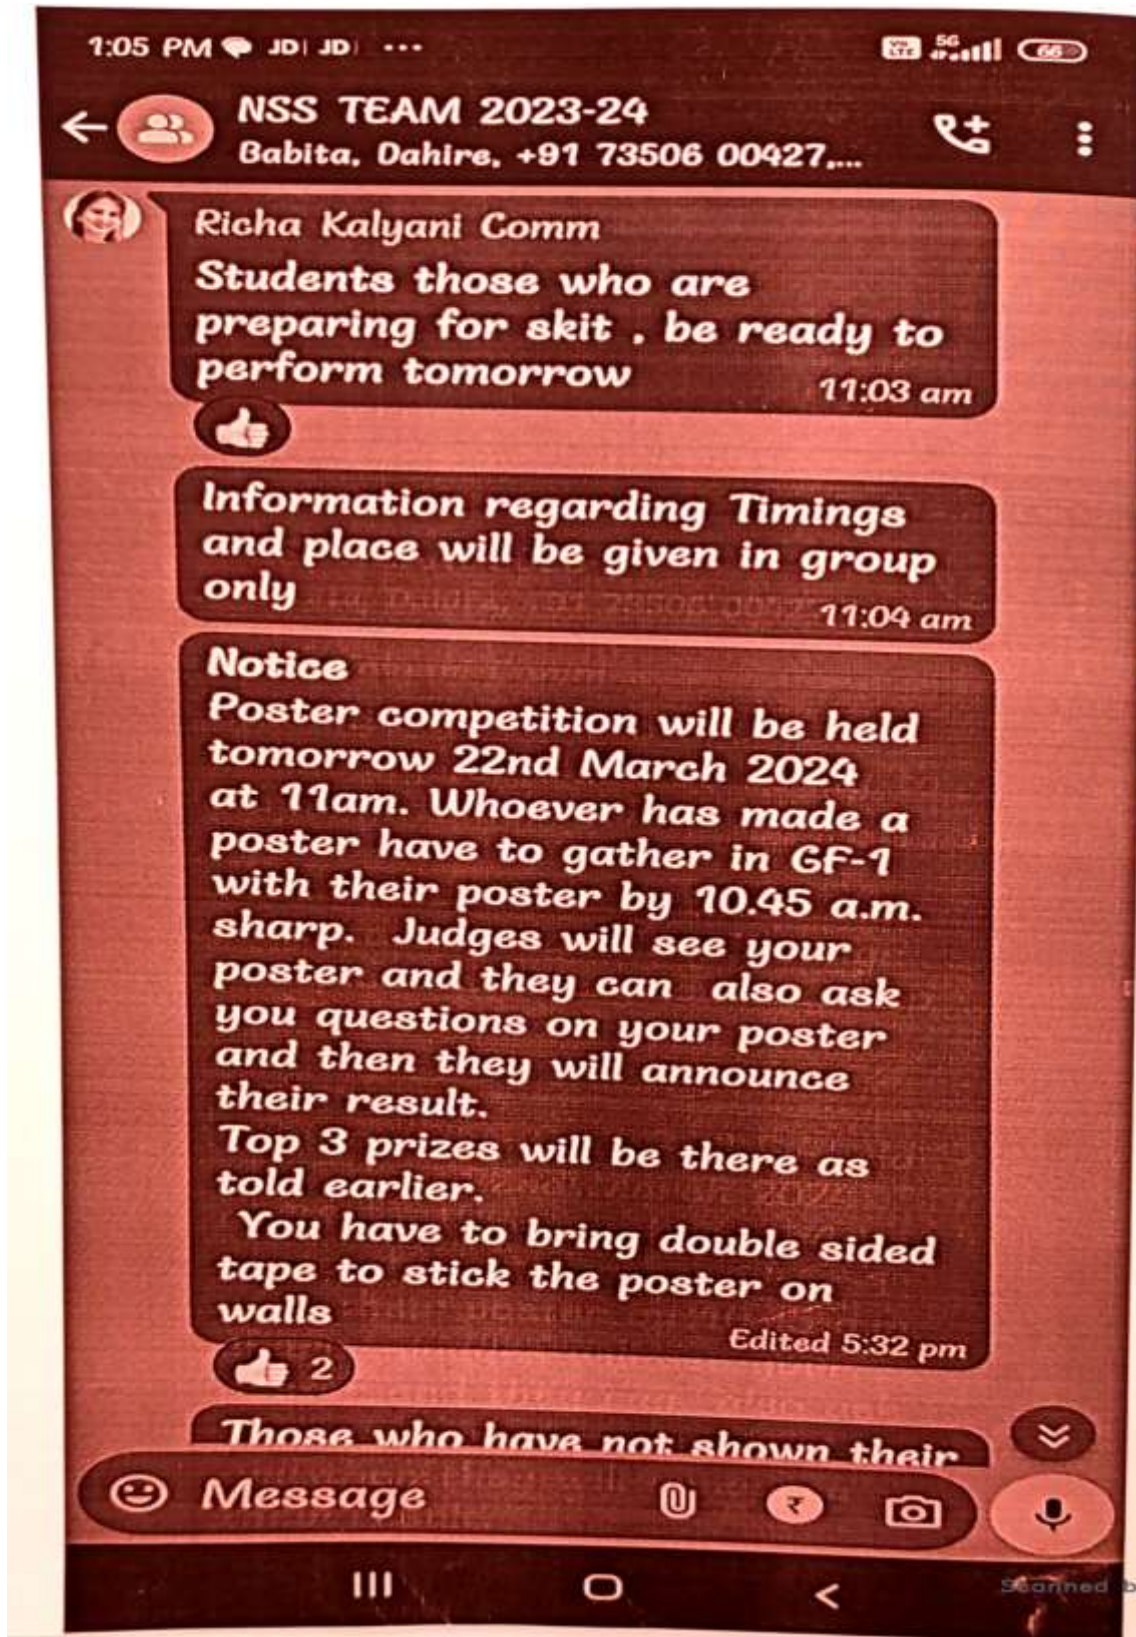 1:05 PM JD| JD| ...
VoLTE 5G 66
NSS TEAM 2023-24
Babita, Dahire, +91 73506 00427,...
Richa Kalyani Comm
Students those who are
preparing for skit , be ready to
perform tomorrow
11:03 am
Information regarding Timings
and place will be given in group
only
11:04 am
Notice
Poster competition will be held
tomorrow 22nd March 2024
at 11am. Whoever has made a
poster have to gather in GF-1
with their poster by 10.45 a.m.
sharp. Judges will see your
poster and they can also ask
you questions on your poster
and then they will announce
their result.
Top 3 prizes will be there as
told earlier.
You have to bring double sided
tape to stick the poster on
walls
Edited 5:32 pm
2
Those who have not shown their
Message
₹
Scanned b